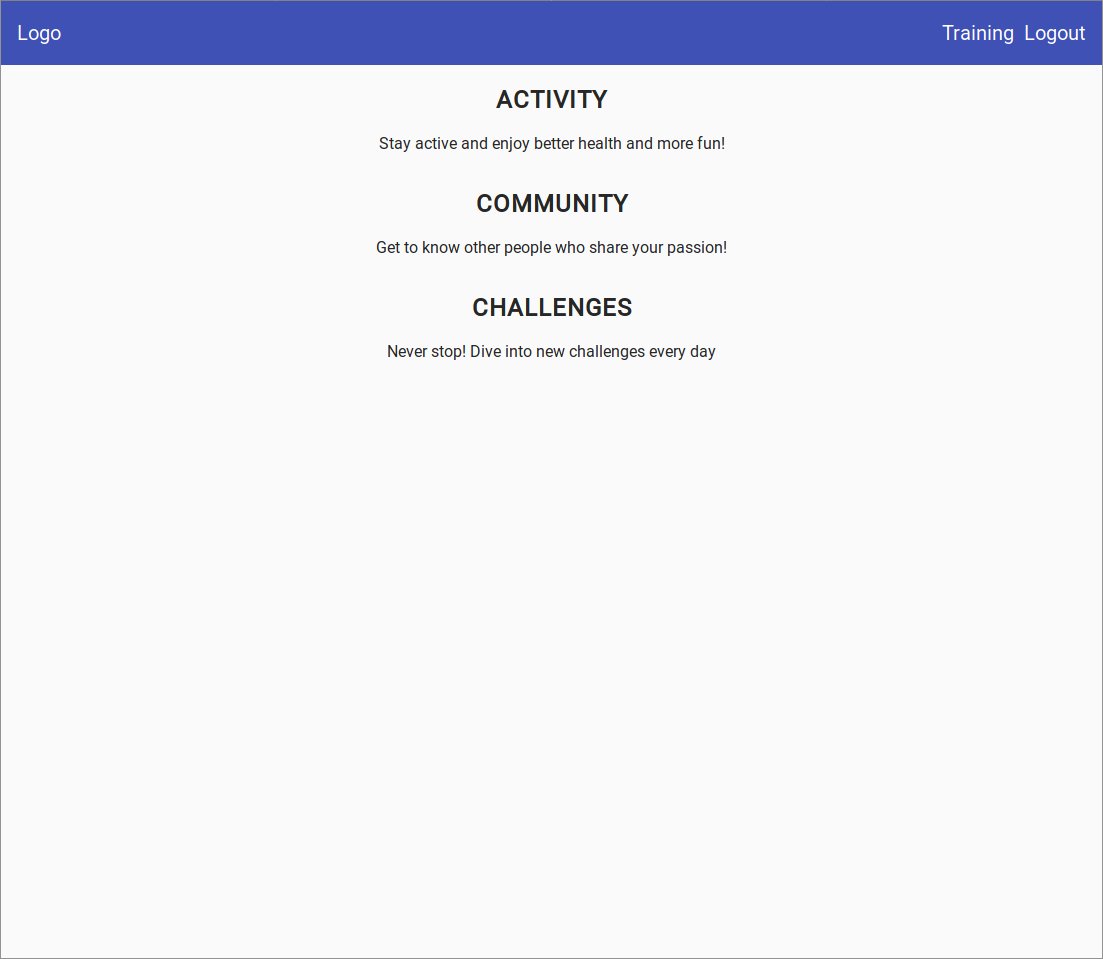 Logo
Training Logout
ACTIVITY
Stay active and enjoy better health and more fun!
COMMUNITY
Get to know other people who share your passion!
CHALLENGES
Never stop! Dive into new challenges every day